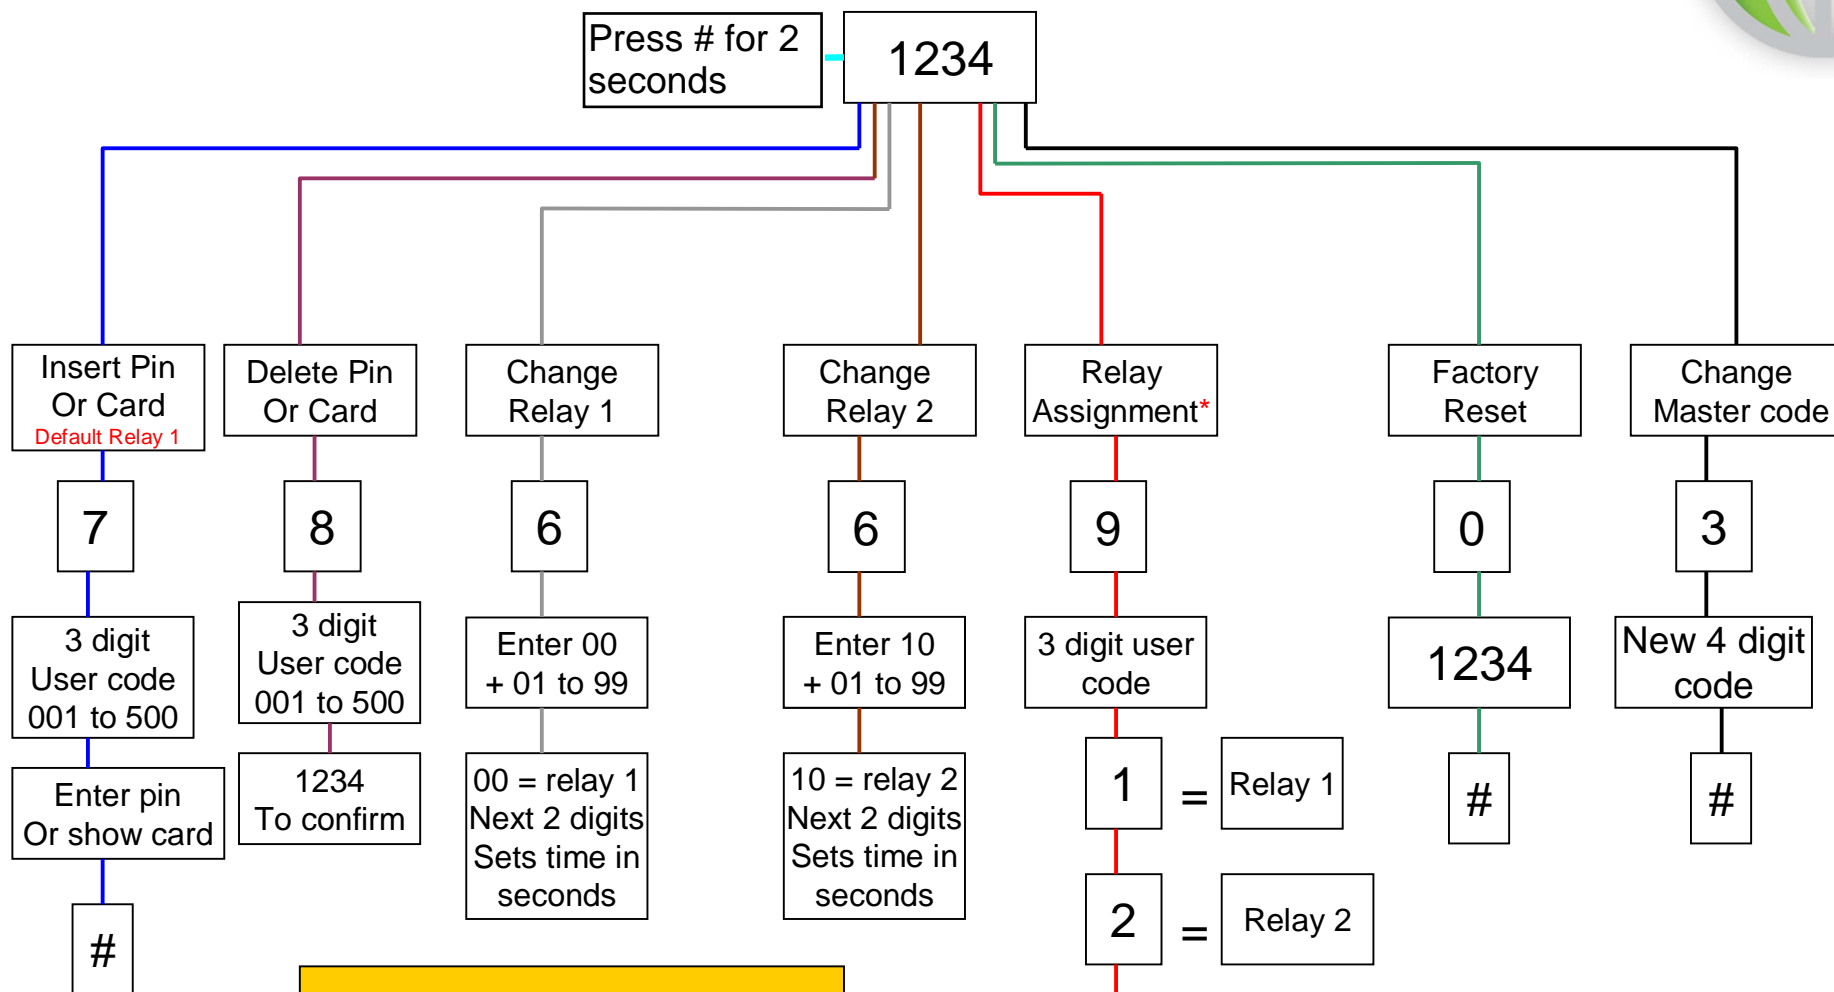 Press # for 2
seconds
1234
Insert Pin
Or Card
Default Relay 1
7
3 digit
User code
001 to 500
Enter pin
Or show card
#
Delete Pin
Or Card
8
3 digit
User code
001 to 500
1234
To confirm
Change
Relay 1
6
Enter 00
+ 01 to 99
00 = relay 1
Next 2 digits
Sets time in
seconds
Change
Relay 2
6
Enter 10
+ 01 to 99
10 = relay 2
Next 2 digits
Sets time in
seconds
Relay
Assignment*
9
3 digit user
code
1 = Relay 1
2 = Relay 2
Factory
Reset
0
1234
#
Change
Master code
3
New 4 digit
code
#